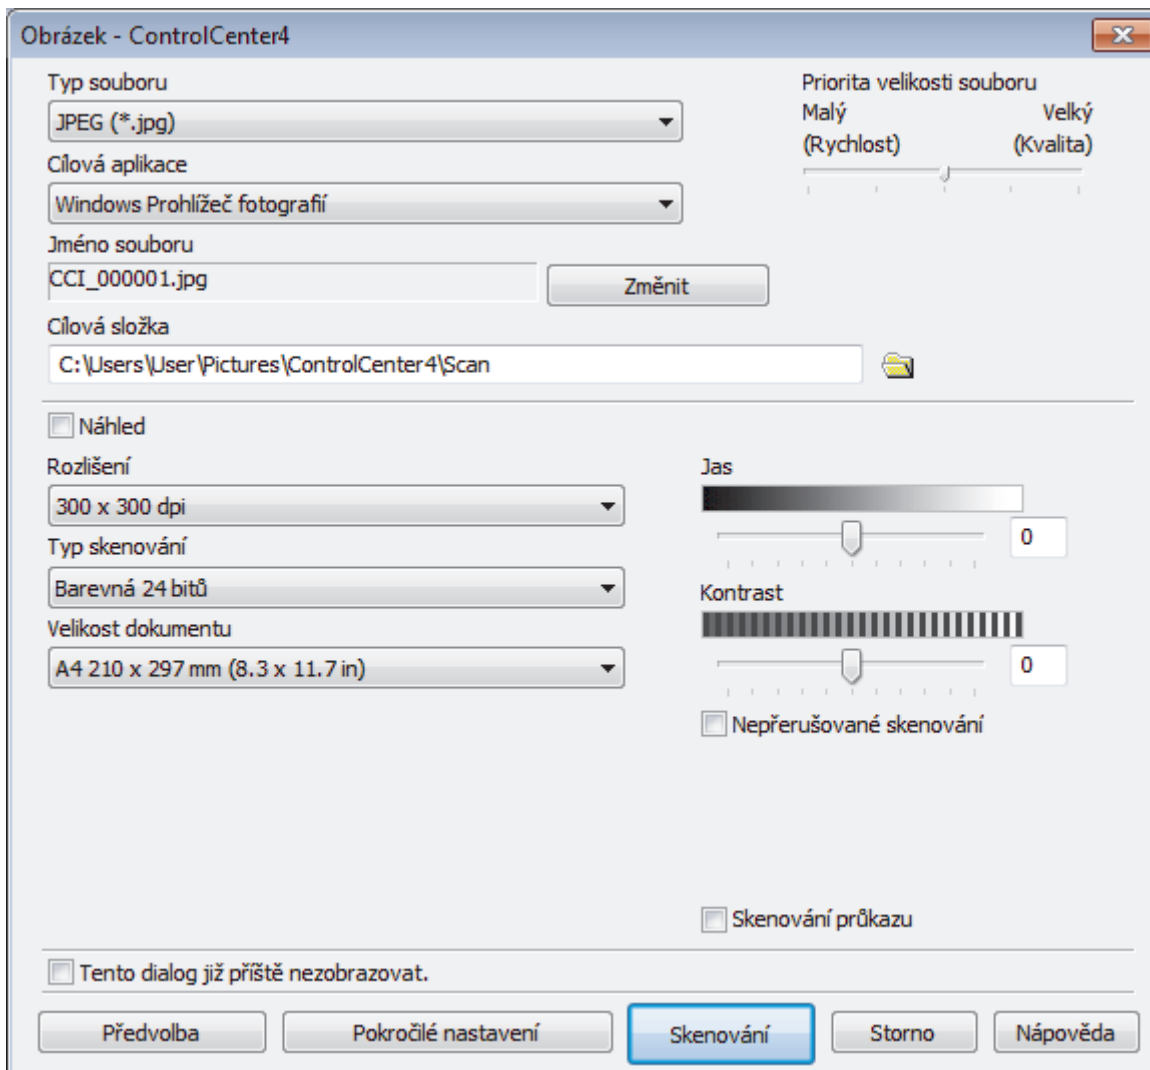 Obrázek - ControlCenter4
Typ souboru
JPEG (*.jpg)
Priorita velikosti souboru
Malý Velký
(Rychlost) (Kvalita)
Cílová aplikace
Windows Prohlížeč fotografií
Jméno souboru
CCI_000001.jpg
Změnit
Cílová složka
C:\Users\User\Pictures\ControlCenter4\Scan
Náhled
Rozlišení
300 x 300 dpi
Typ skenování
Barevná 24 bitů
Velikost dokumentu
A4 210 x 297 mm (8.3 x 11.7 in)
Jas
0
Kontrast
0
Nepřerušované skenování
Skenování průkazu
Tento dialog již příště nezobrazovat.
Předvolba Pokročilé nastavení Skenování Storno Nápověda